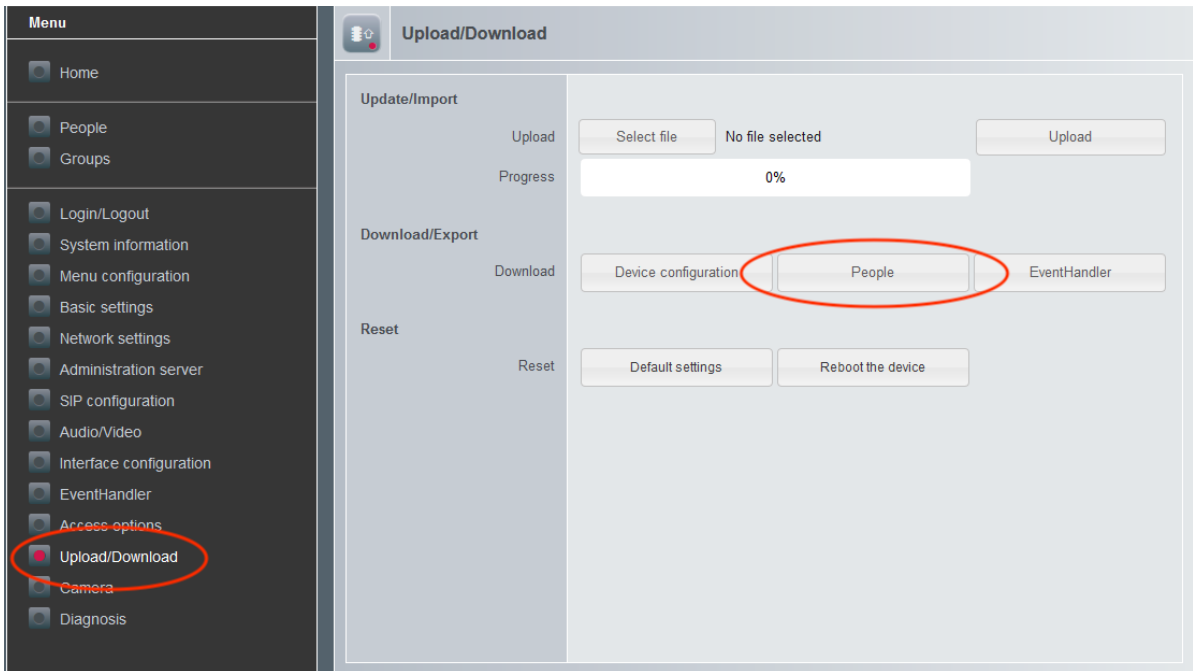 Menu
Home
People
Groups
Login/Logout
System information
Menu configuration
Basic settings
Network settings
Administration server
SIP configuration
Audio/Video
Interface configuration
EventHandler
Access options
Upload/Download
Camera
Diagnosis
Upload/Download
Update/Import
Upload Select file No file selected Upload
Progress 0%
Download/Export
Download Device configuration People EventHandler
Reset
Reset Default settings Reboot the device